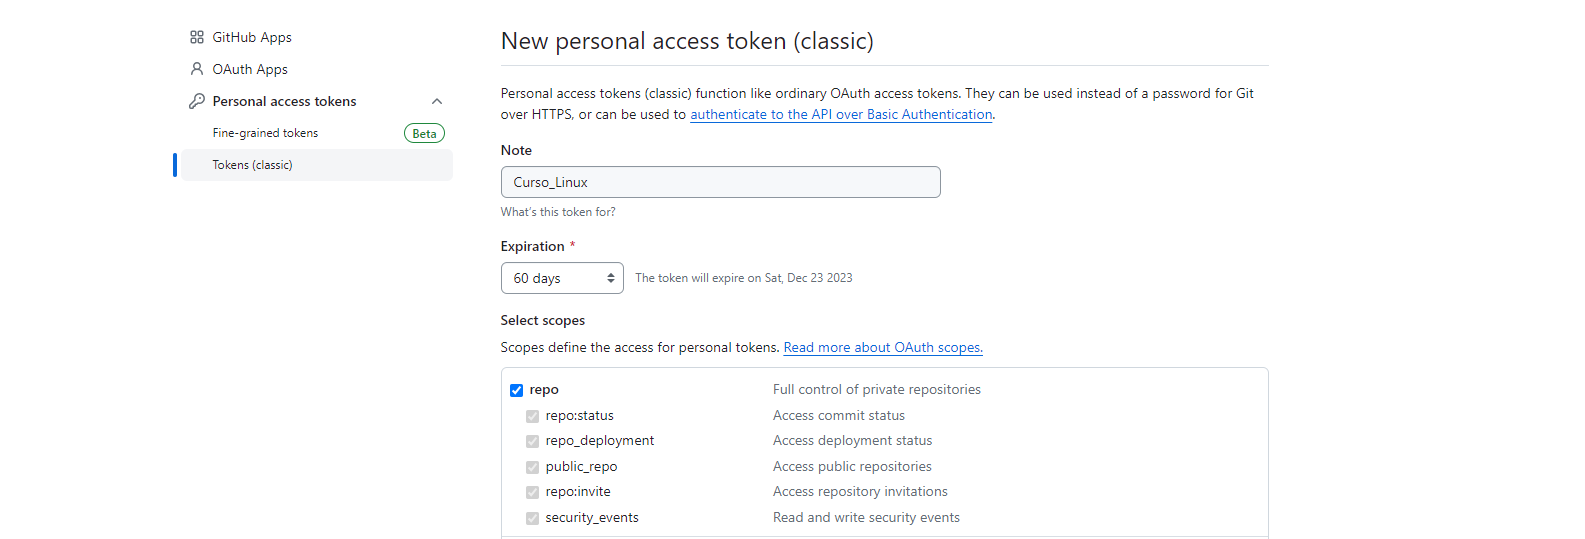 GitHub Apps
OAuth Apps
Personal access tokens
Fine-grained tokens Beta
Tokens (classic)
New personal access token (classic)
Personal access tokens (classic) function like ordinary OAuth access tokens. They can be used instead of a password for Git
over HTTPS, or can be used to authenticate to the API over Basic Authentication.
Note
Curso_Linux
What's this token for?
Expiration *
60 days The token will expire on Sat, Dec 23 2023
Select scopes
Scopes define the access for personal tokens. Read more about OAuth scopes.
repo Full control of private repositories
repo:status Access commit status
repo_deployment Access deployment status
public_repo Access public repositories
repo:invite Access repository invitations
security_events Read and write security events